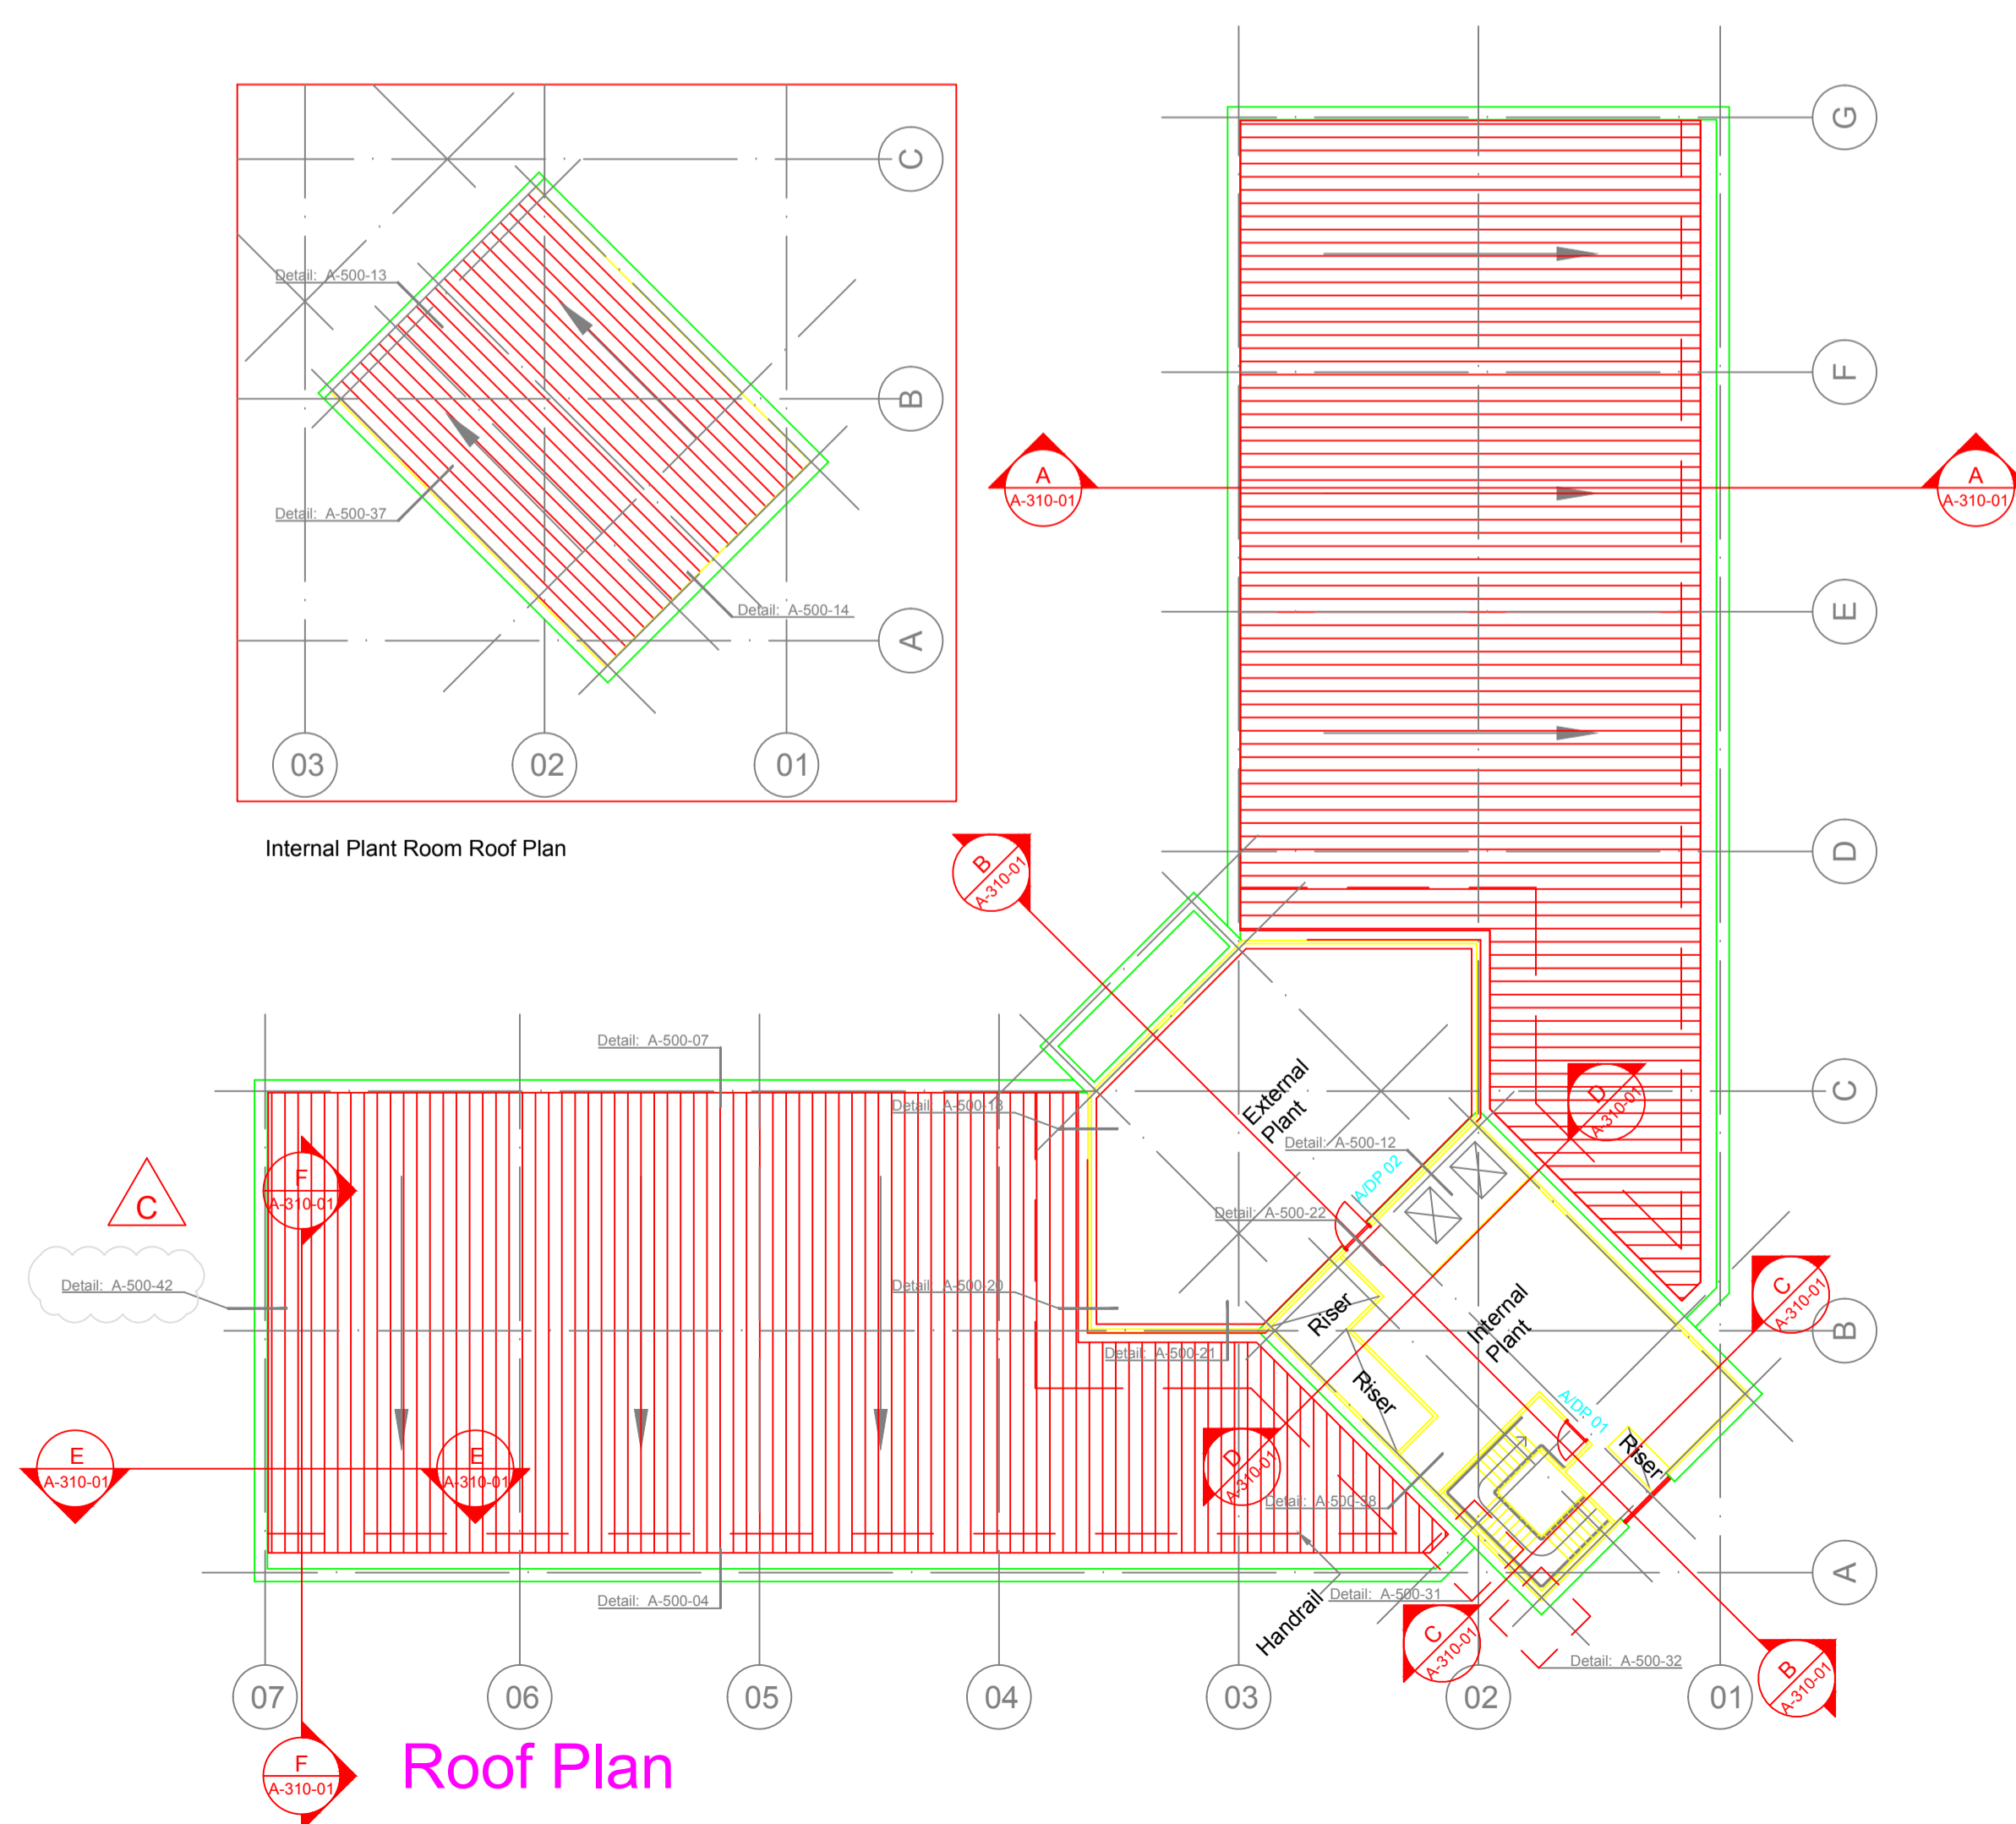 G
C
Detail: A-500-13
F
B
A
A-310-01
A
A-310-01
Detail: A-500-37
Detail: A-500-14
E
A
03
02
01
Internal Plant Room Roof Plan
D
B
A-310-01
Detail: A-500-07
External
Plant
C
Detail: A-500-18
D
A-310-01
Detail: A-500-12
A/DP 02
F
A-310-01
C
Detail: A-500-22
Detail: A-500-42
Detail: A-500-20
C
A-310-01
Riser
Internal
Plant
B
Detail: A-500-21
Riser
A/DP 01
E
A-310-01
E
A-310-01
D
A-310-01
Riser
Detail: A-500-38
A
Detail: A-500-04
Detail: A-500-31
Handrail
C
A-310-01
Detail: A-500-32
B
A-310-01
07
06
05
04
03
02
01
F
A-310-01
Roof Plan